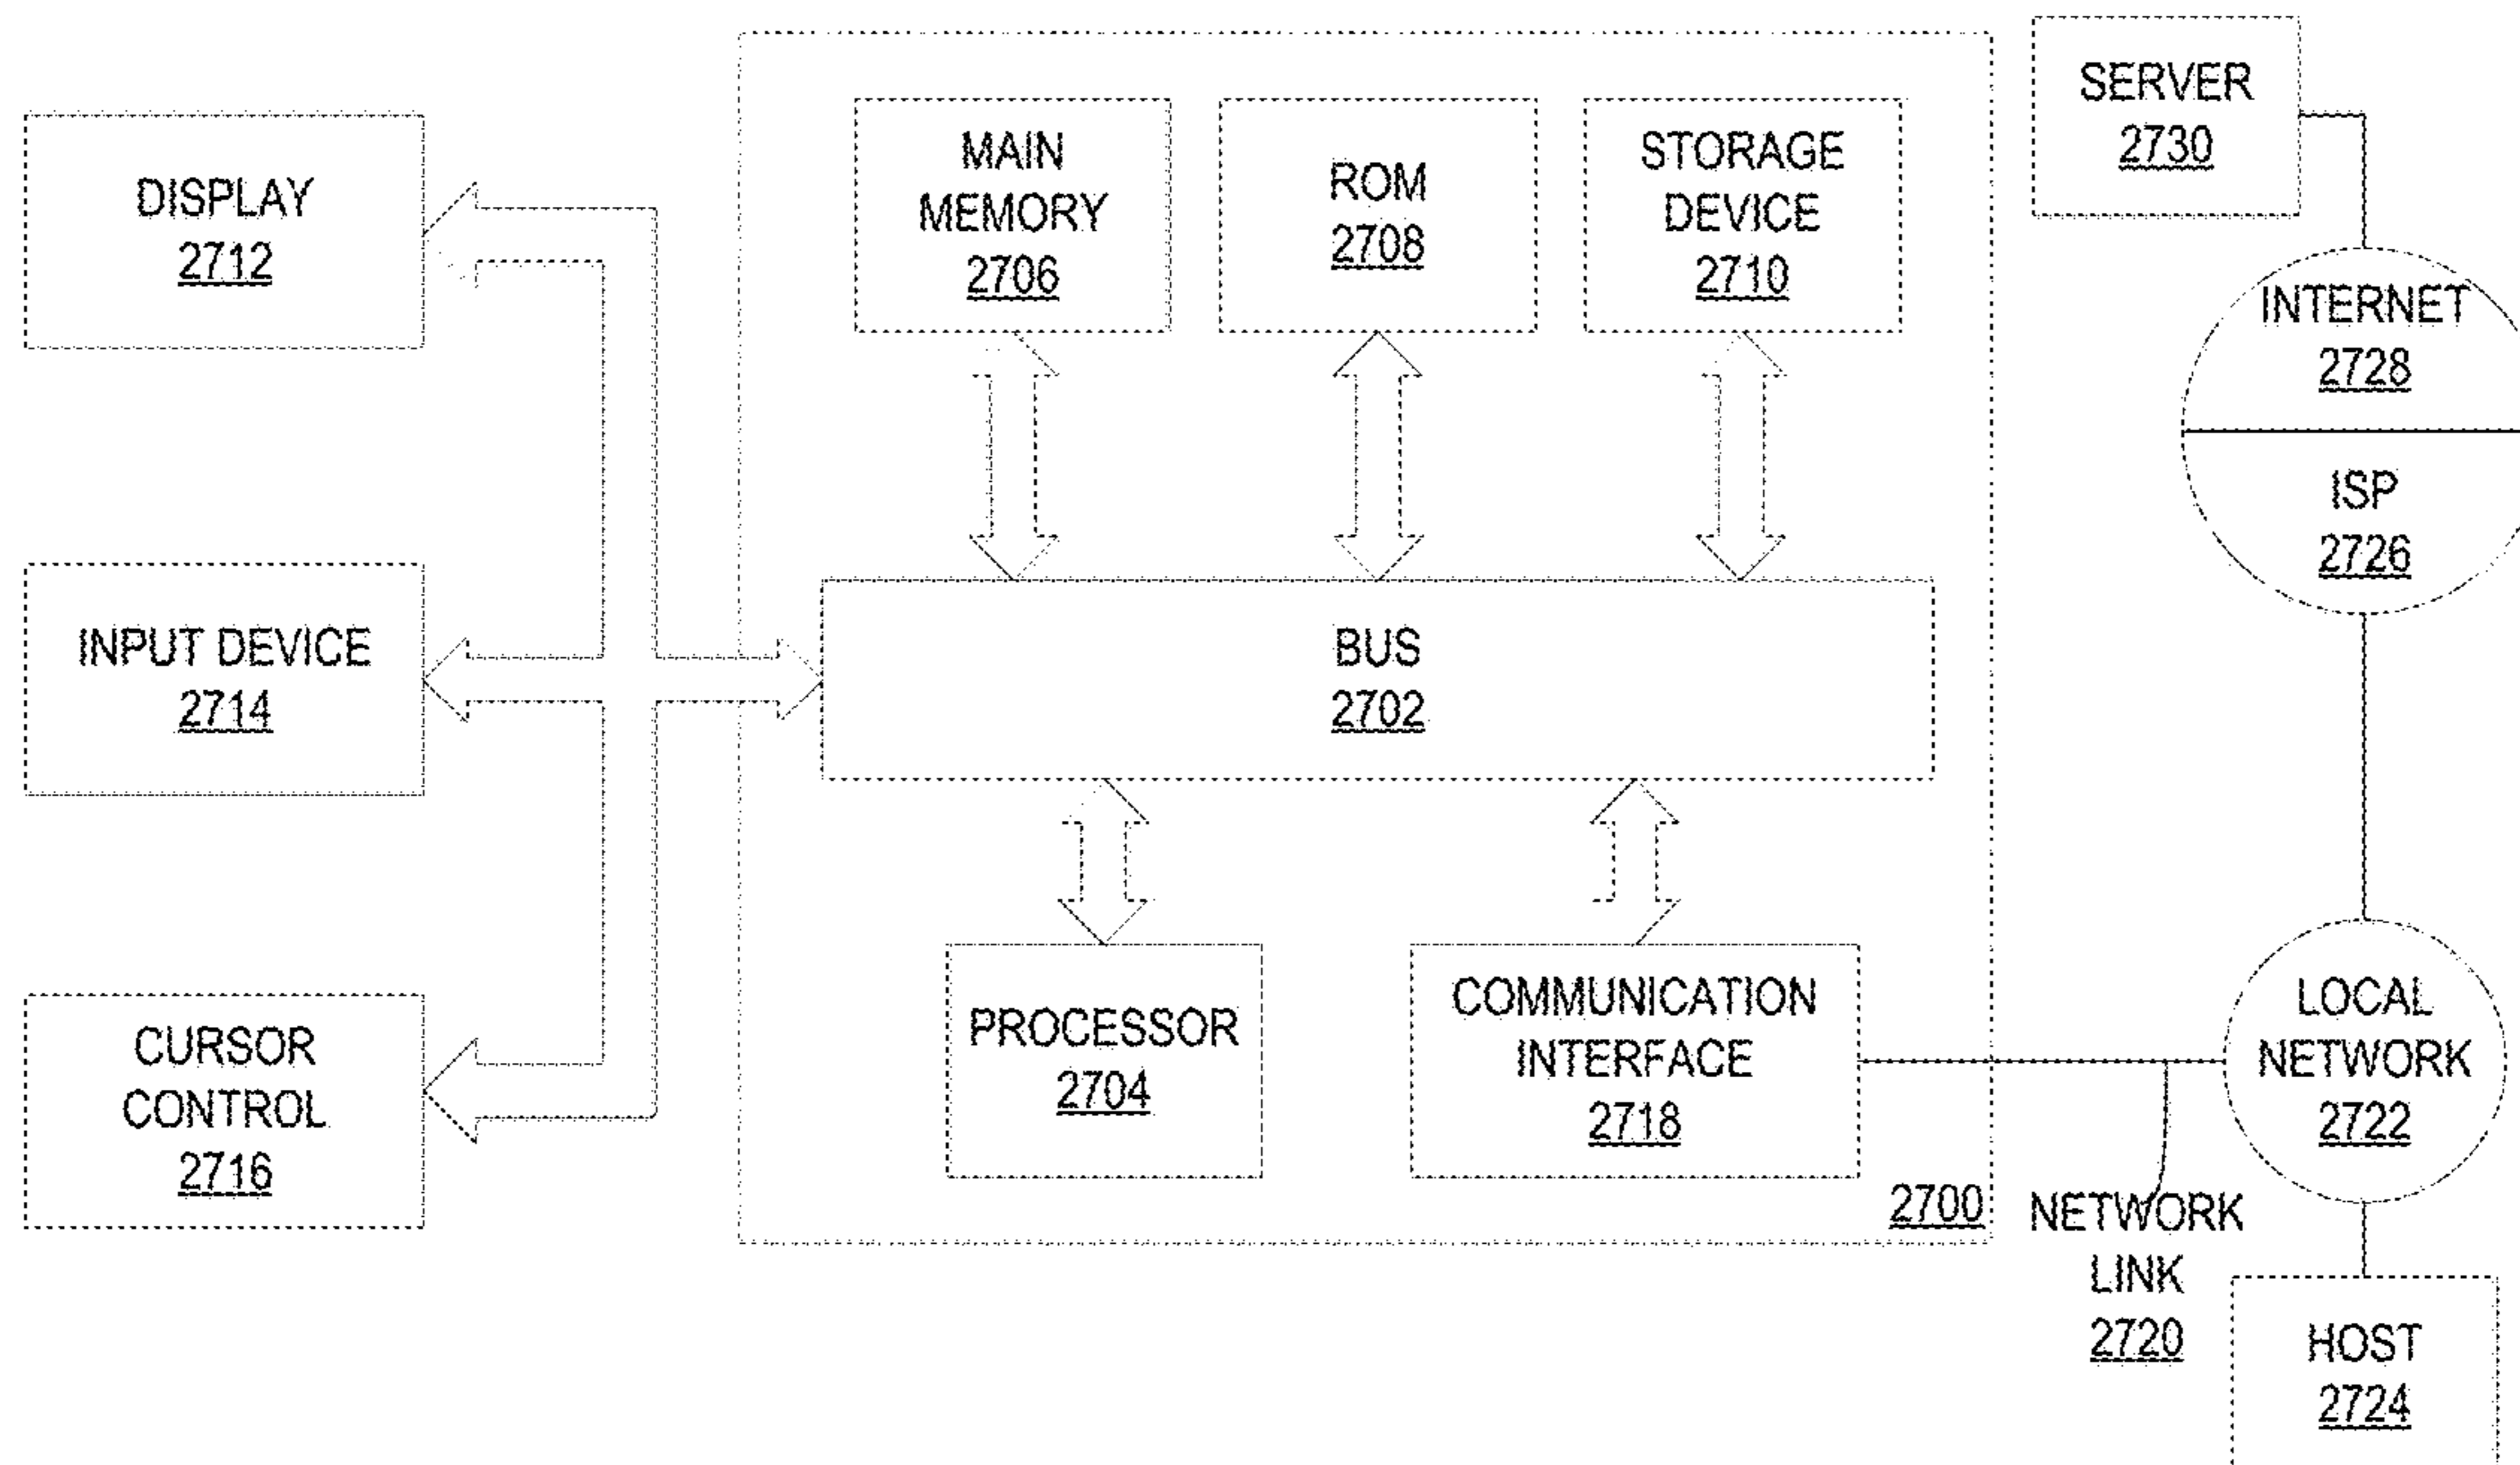 DISPLAY
2712
INPUT DEVICE
2714
CURSOR
CONTROL
2716
MAIN
MEMORY
2706
ROM
2708
STORAGE
DEVICE
2710
BUS
2702
PROCESSOR
2704
COMMUNICATION
INTERFACE
2718
2700
SERVER
2730
INTERNET
2728
ISP
2726
LOCAL
NETWORK
2722
NETWORK
LINK
2720
HOST
2724